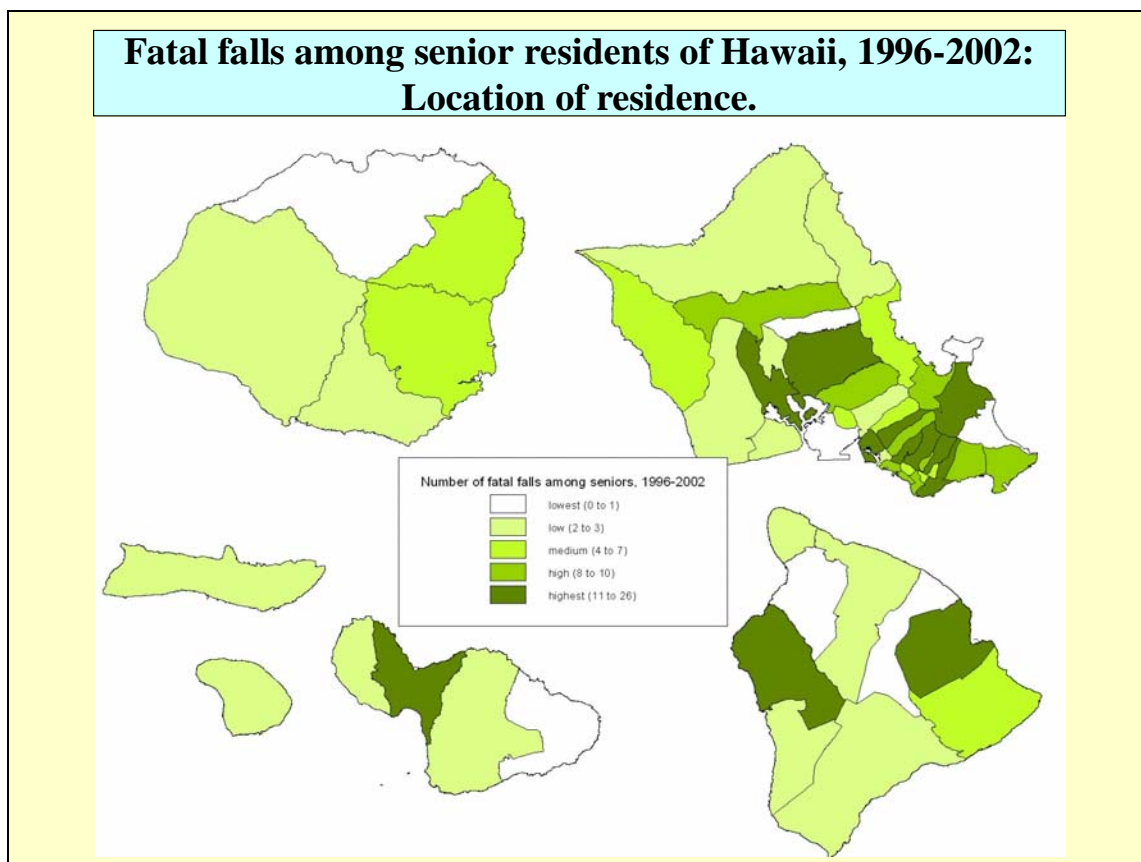 Fatal falls among senior residents of Hawaii, 1996-2002:
Location of residence.
Number of fatal falls among seniors, 1996-2002
lowest (0 to 1)
low (2 to 3)
medium (4 to 7)
high (8 to 10)
highest (11 to 26)